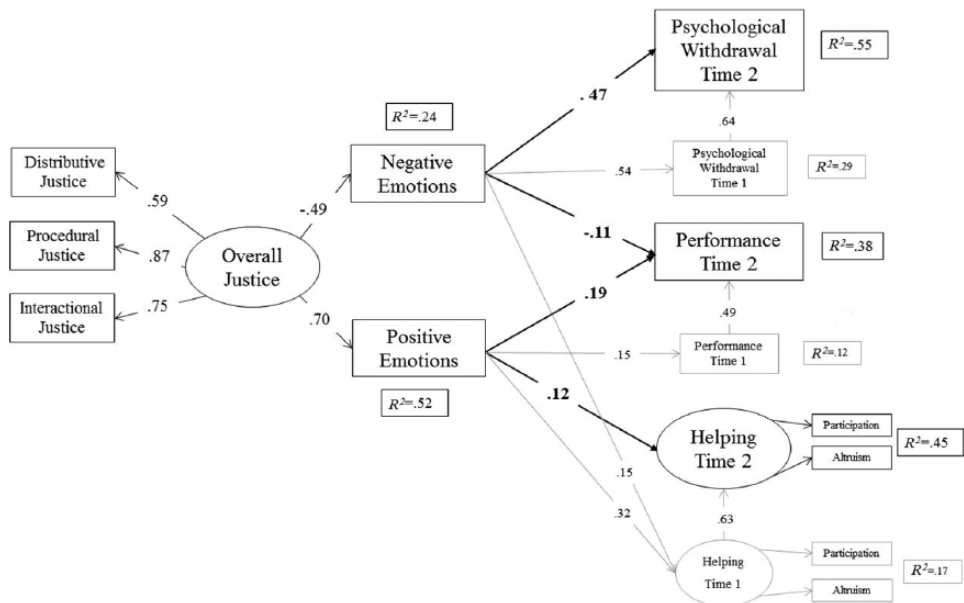 Psychological
Withdrawal
Time 2
R²=.55
. 47
.64
R²=.24
Psychological
Withdrawal
Time 1
R²=.29
Distributive
Justice
Negative
Emotions
.54
.59
-.49
-.11
Procedural
Justice
.87
Overall
Justice
Performance
Time 2
R²=.38
Interactional
Justice
.75
.70
.19
.49
Positive
Emotions
.15
Performance
Time 1
R²=.12
R²=.52
.12
Helping
Time 2
Participation
Altruism
R²=.45
.15
.32
.63
Helping
Time 1
Participation
Altruism
R²=.17